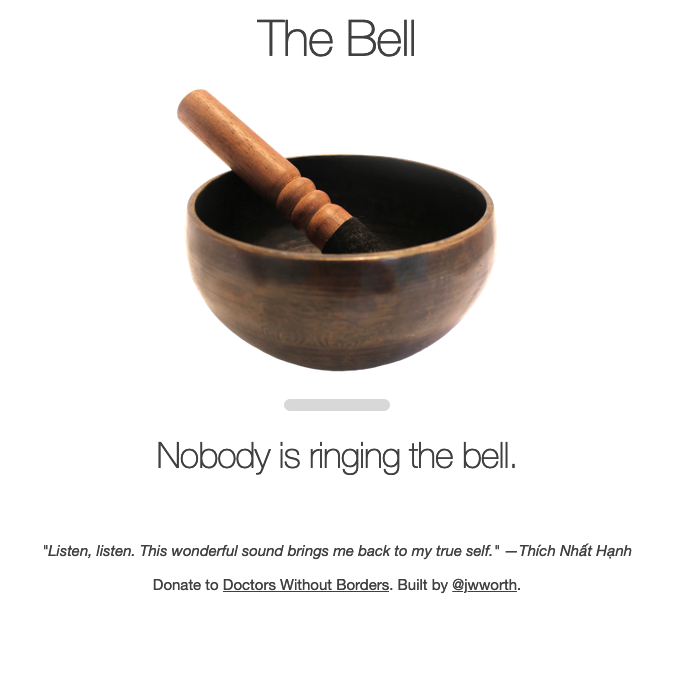 The Bell
Nobody is ringing the bell.
"Listen, listen. This wonderful sound brings me back to my true self." —Thích Nhất Hạnh
Donate to Doctors Without Borders. Built by @jwworth.